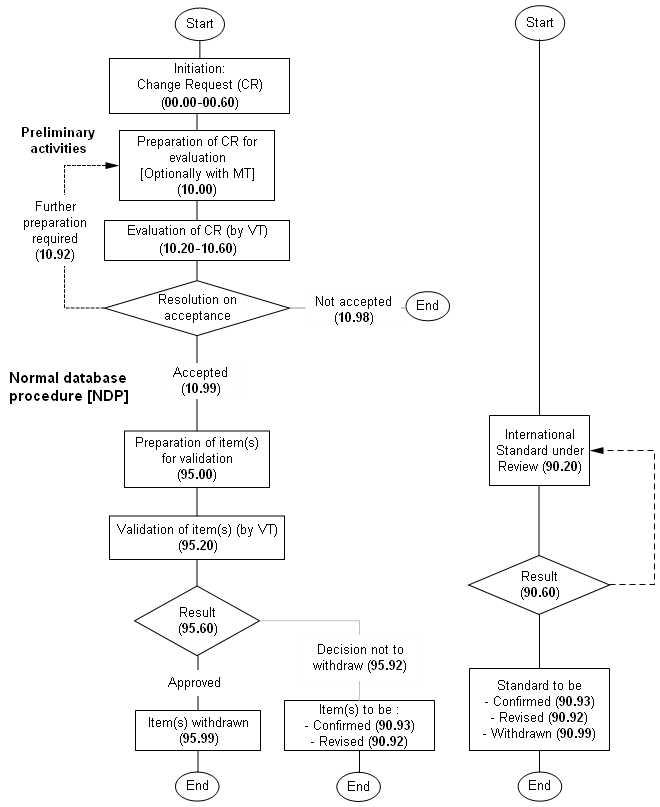 Start
Initiation:
Change Request (CR)
(00.00-00.60)
Preliminary
activities
Preparation of CR for
evaluation
[Optionally with MT]
(10.00)
Further
preparation
required
(10.92)
Evaluation of CR (by VT)
(10.20-10.60)
Resolution on
acceptance
Not accepted
(10.98)
End
Accepted
(10.99)
Normal database
procedure [NDP]
Preparation of item(s)
for validation
(95.00)
Validation of item(s) (by VT)
(95.20)
Result
(95.60)
Decision not to
withdraw (95.92)
Approved
Item(s) withdrawn
(95.99)
Item(s) to be :
- Confirmed (90.93)
- Revised (90.92)
End
End
Start
International
Standard under
Review (90.20)
Result
(90.60)
Standard to be
- Confirmed (90.93)
- Revised (90.92)
- Withdrawn (90.99)
End